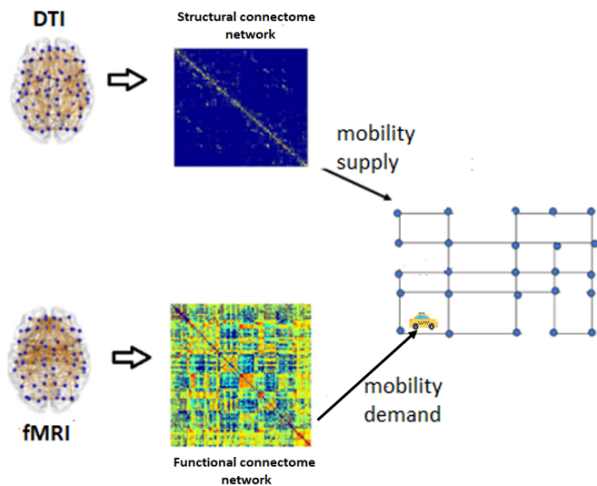 DTI
Structural connectome
network
mobility
supply
mobility
demand
fMRI
Functional connectome
network